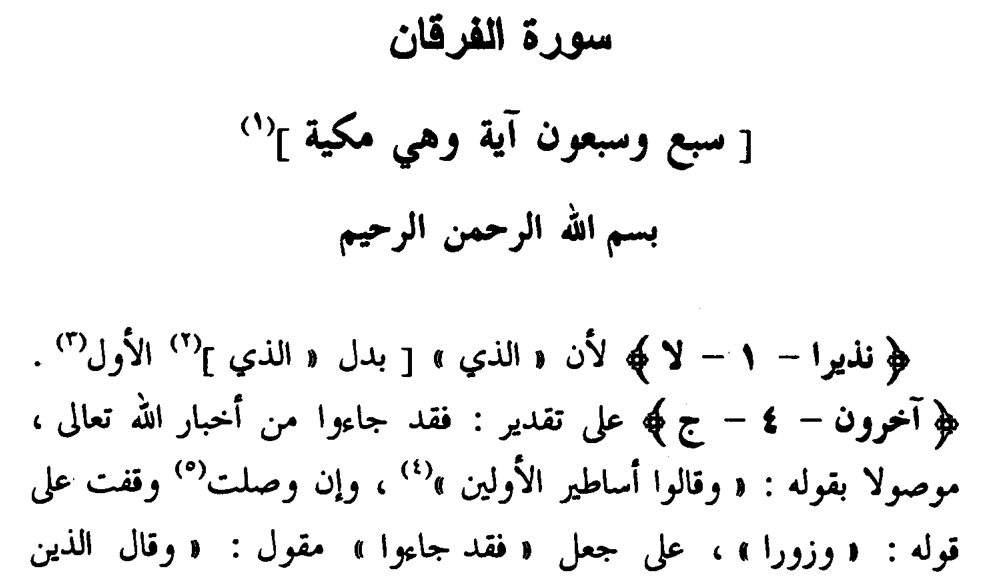 سورة الفرقان
[ سبع وسبعون آية وهي مكية ](١)
بسم الله الرحمن الرحيم
﴿ نذيرا – ١ – لا ﴾ لأن « الذي » [ بدل « الذي ](٢) الأول(٣) .
﴿ آخرون – ٤ – ج ﴾ على تقدير : فقد جاءوا من أخبار الله تعالى ،
موصولا بقوله : « وقالوا أساطير الأولين »(٤) ، وإن وصلت(٥) وقفت على
قوله : « وزورا » ، على جعل « فقد جاءوا » مقول : « وقال الذين